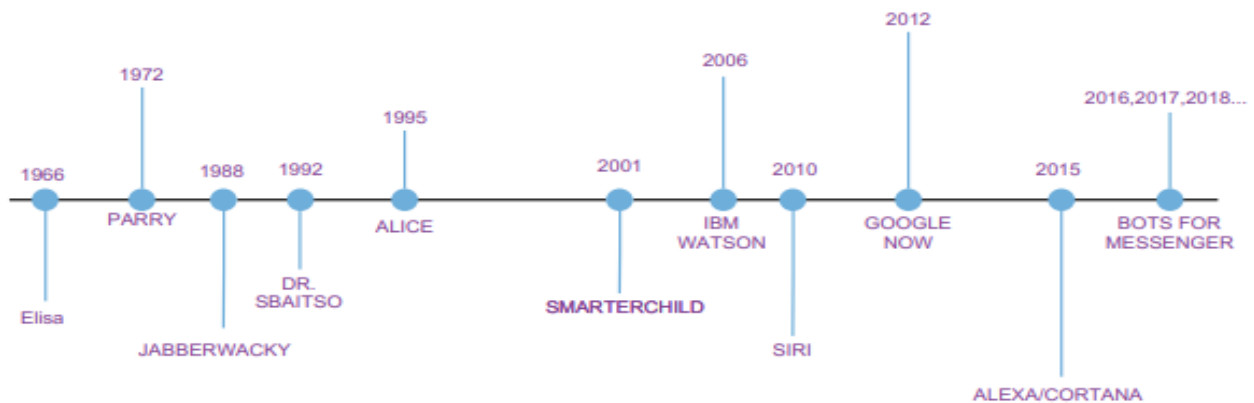 2012
2006
1972
2016,2017,2018...
1995
1966
1988
1992
2001
2010
2015
PARRY
ALICE
IBM
WATSON
GOOGLE
NOW
BOTS FOR
MESSENGER
DR.
SBAITSO
SMARTERCHILD
Elisa
JABBERWACKY
SIRI
ALEXA/CORTANA